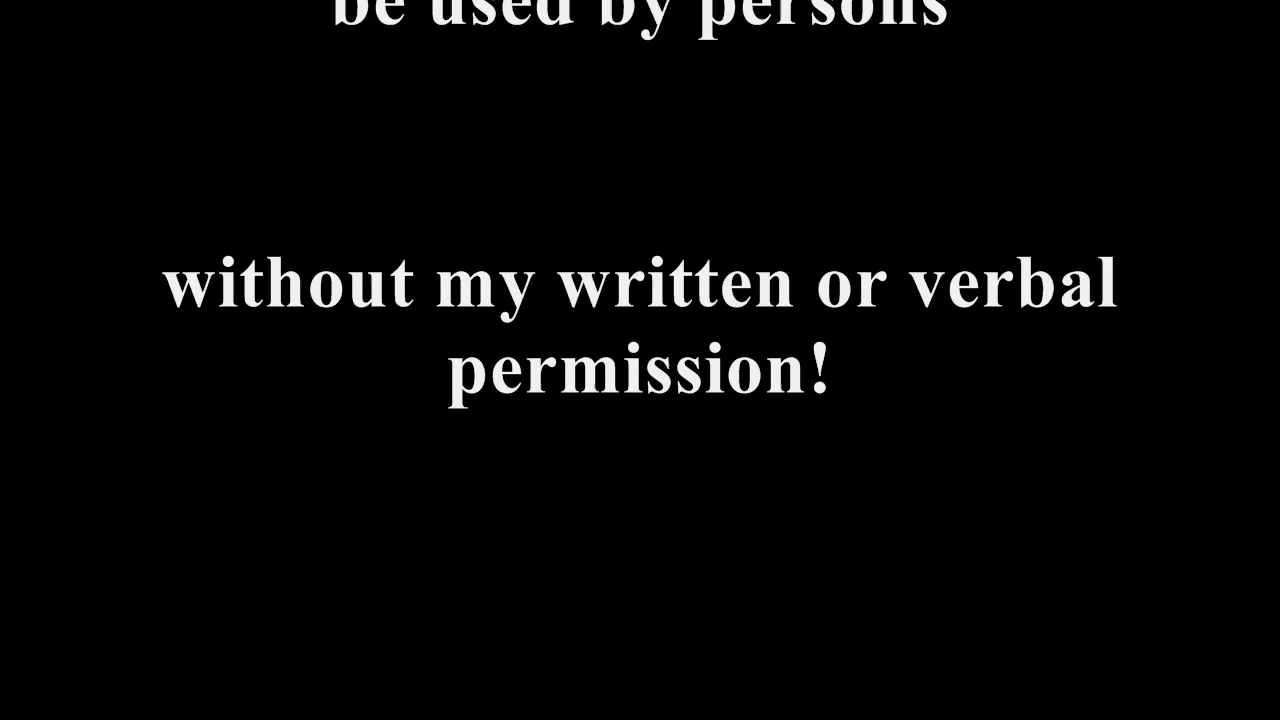 be used by persons
without my written or verbal
permission!